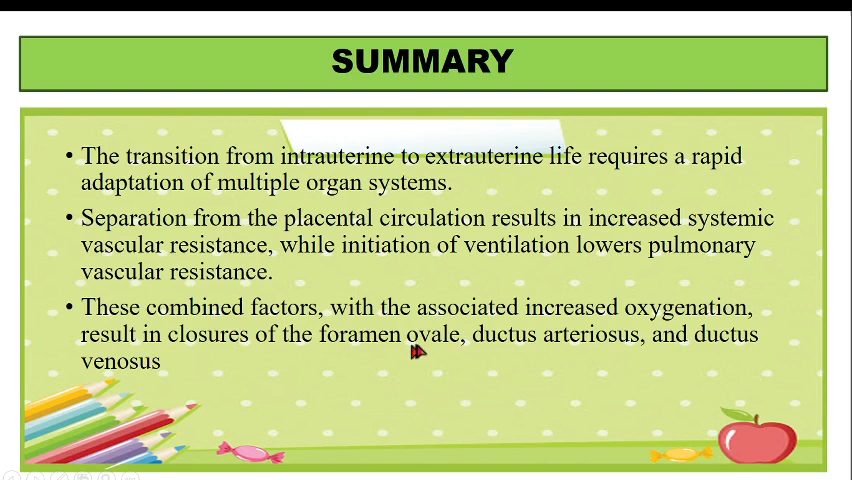 SUMMARY
• The transition from intrauterine to extrauterine life requires a rapid
adaptation of multiple organ systems.
• Separation from the placental circulation results in increased systemic
vascular resistance, while initiation of ventilation lowers pulmonary
vascular resistance.
• These combined factors, with the associated increased oxygenation,
result in closures of the foramen ovale, ductus arteriosus, and ductus
venosus